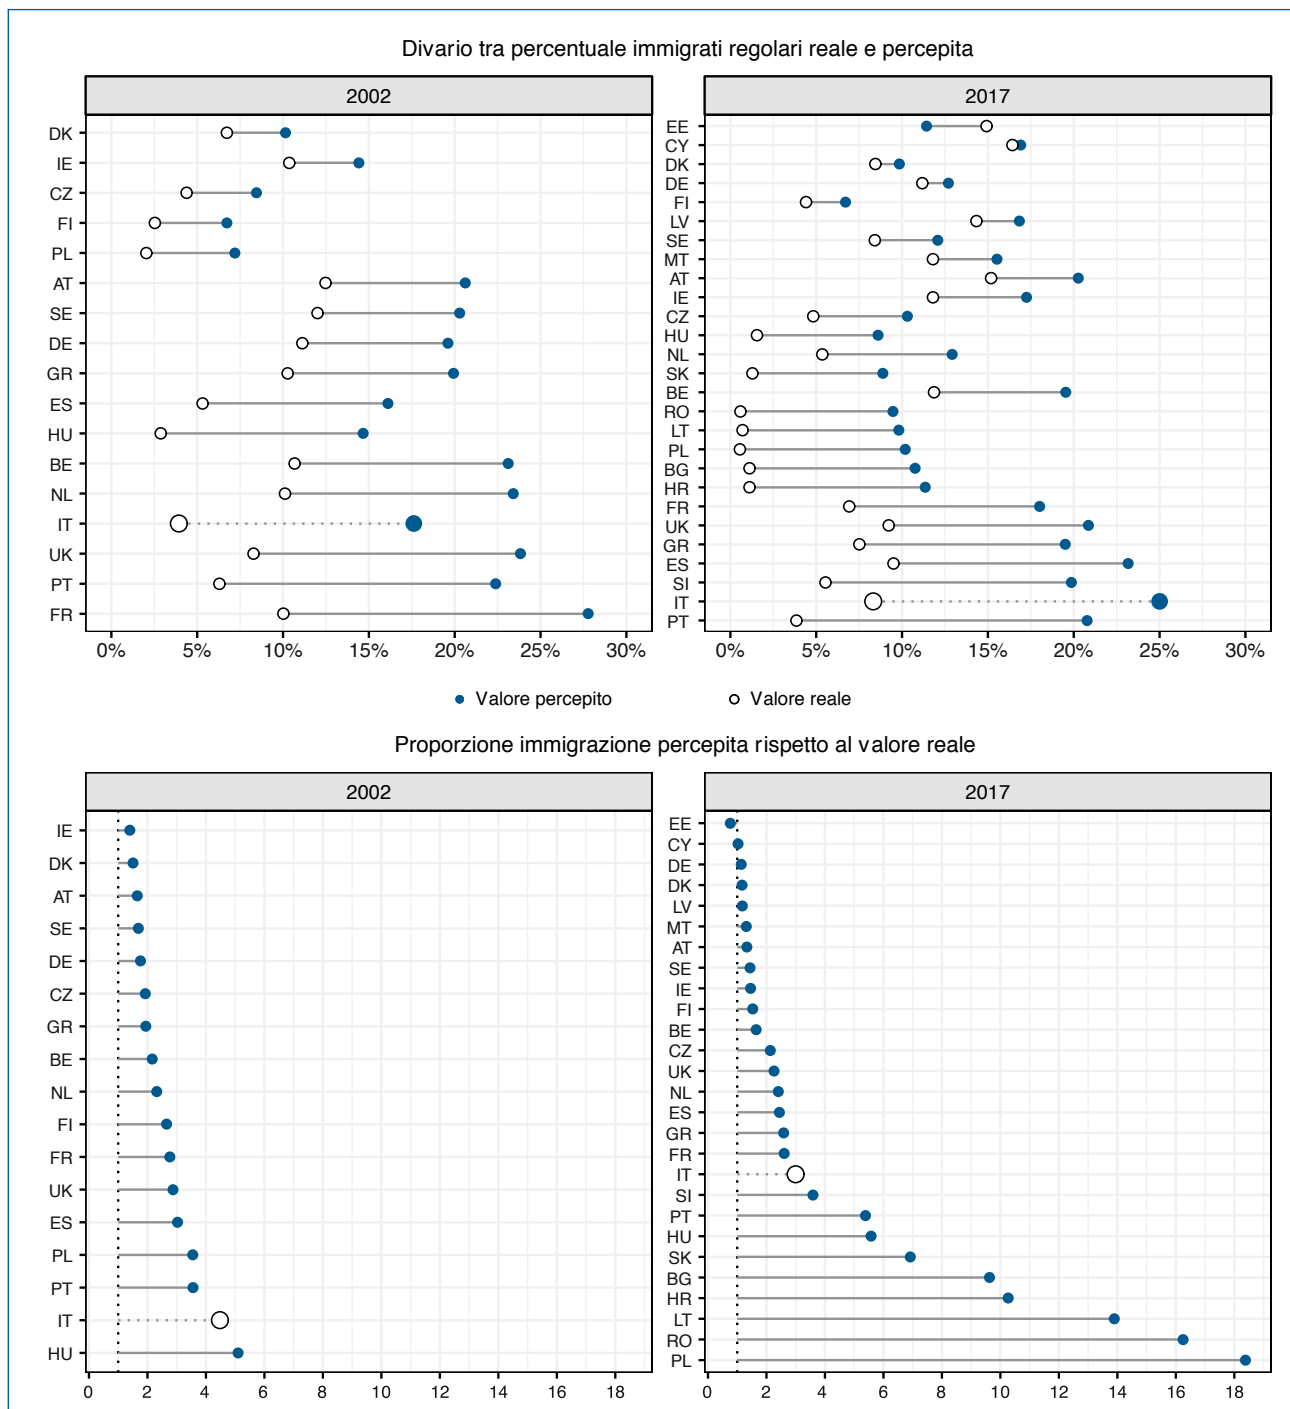 Divario tra percentuale immigrati regolari reale e percepita
2002
DK
IE
CZ
FI
PL
AT
SE
DE
GR
ES
HU
BE
NL
IT
UK
PT
FR
0% 5% 10% 15% 20% 25% 30%
2017
EE
CY
DK
DE
FI
LV
SE
MT
AT
IE
CZ
HU
NL
SK
BE
RO
LT
PL
BG
HR
FR
UK
GR
ES
SI
IT
PT
0% 5% 10% 15% 20% 25% 30%
Valore percepito Valore reale
Proporzione immigrazione percepita rispetto al valore reale
2002
IE
DK
AT
SE
DE
CZ
GR
BE
NL
FI
FR
UK
ES
PL
PT
IT
HU
0 2 4 6 8 10 12 14 16 18
2017
EE
CY
DE
DK
LV
MT
AT
SE
IE
FI
BE
CZ
UK
NL
ES
GR
FR
IT
SI
PT
HU
SK
BG
HR
LT
RO
PL
0 2 4 6 8 10 12 14 16 18